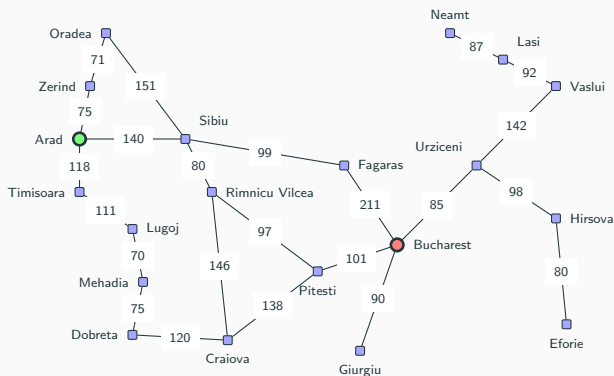 Neamt
Oradea
87
Lasi
71
92
Zerind
151
Vaslui
75
Sibiu
142
Arad
140
Urziceni
99
118
80
Fagaras
98
Timisoara
Rimnicu Vilcea
85
111
211
Hirsova
Lugoj
97
Bucharest
70
101
146
80
Mehadia
Pitesti
75
138
90
Dobreta
120
Eforie
Craiova
Giurgiu